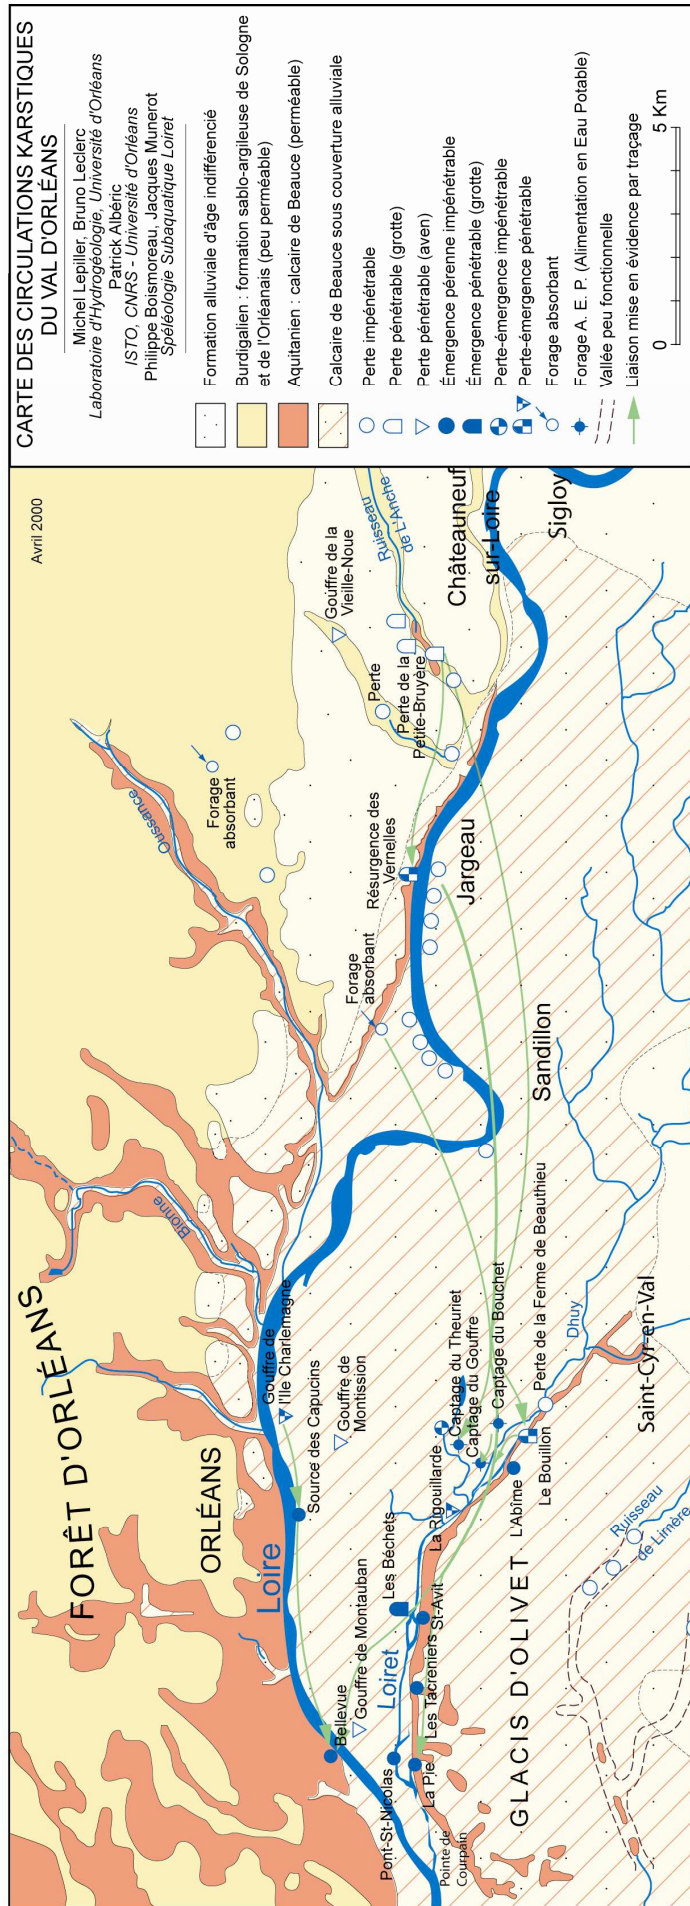 CARTE DES CIRCULATIONS KARSTIQUES
DU VAL D'ORLÉANS
Michel Lepiller, Bruno Leclerc
Laboratoire d'Hydrogéologie, Université d'Orléans
Patrick Albéric
ISTO, CNRS - Université d'Orléans
Philippe Boismoreau, Jacques Munerot
Spéléologie Subaquatique Loiret
Formation alluviale d'âge indifférencié
Burdigalien : formation sablo-argileuse de Sologne
et de l'Orléanais (peu perméable)
Aquitanien : calcaire de Beauce (perméable)
Calcaire de Beauce sous couverture alluviale
Perte impénétrable
Perte pénétrable (grotte)
Perte pénétrable (aven)
Émergence pérenne impénétrable
Émergence pénétrable (grotte)
Perte-émergence impénétrable
Perte-émergence pénétrable
Forage absorbant
Forage A. E. P. (Alimentation en Eau Potable)
Vallée peu fonctionnelle
Liaison mise en évidence par traçage
0
5 Km
Avril 2000
FORÊT D'ORLÉANS
ORLÉANS
Loire
Bionne
Oussance
Forage
absorbant
Gouffre de la
Vieille-Noue
Ruisseau
de L'Anche
Perte
Perte de la
Petite-Bruyère
Châteauneuf
sur-Loire
Sigloy
Résurgence des
Vernelles
Jargeau
Forage
absorbant
Sandillon
Gouffre de
l'Ile Charlemagne
Source des Capucins
Gouffre de
Montission
Bellevue
Gouffre de Montauban
Les Béchets
Loiret
Pont-St-Nicolas
La Pie
Les Tacreniers
St-Avit
Pointe de
Courpain
La Rigouillarde
Captage du Theuriet
Captage du Gouffre
Captage du Bouchet
L'Abîme
Le Bouillon
Perte de la Ferme de Beauthieu
Dhuy
Saint-Cyr-en-Val
GLACIS D'OLIVET
Ruisseau
de Limère